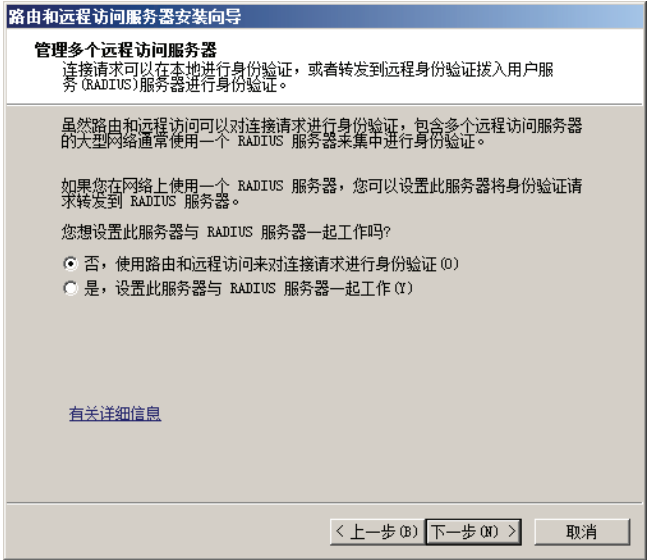 路由和远程访问服务器安装向导
管理多个远程访问服务器
连接请求可以在本地进行身份验证，或者转发到远程身份验证拨入用户服
务(RADIUS)服务器进行身份验证。
虽然路由和远程访问可以对连接请求进行身份验证，包含多个远程访问服务器
的大型网络通常使用一个 RADIUS 服务器来集中进行身份验证。
如果您在网络上使用一个 RADIUS 服务器，您可以设置此服务器将身份验证请
求转发到 RADIUS 服务器。
您想设置此服务器与 RADIUS 服务器一起工作吗?
否，使用路由和远程访问来对连接请求进行身份验证(O)
是，设置此服务器与 RADIUS 服务器一起工作(Y)
有关详细信息
< 上一步(B) 下一步(N) > 取消